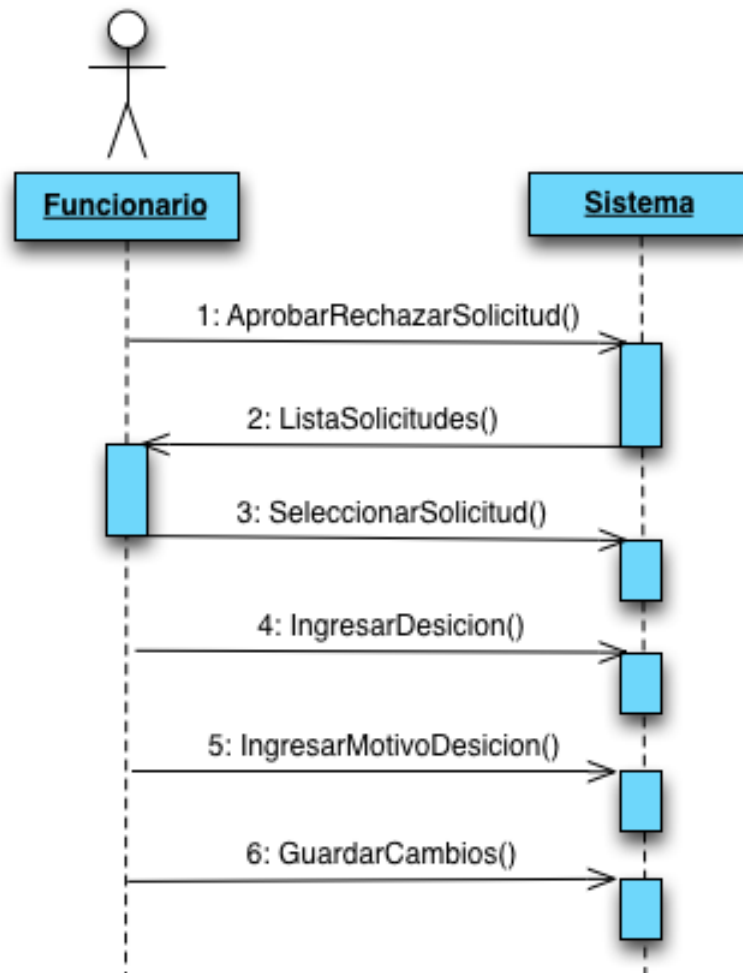 Funcionario
Sistema
1: AprobarRechazarSolicitud()
2: ListaSolicitudes()
3: SeleccionarSolicitud()
4: IngresarDesicion()
5: IngresarMotivoDesicion()
6: GuardarCambios()